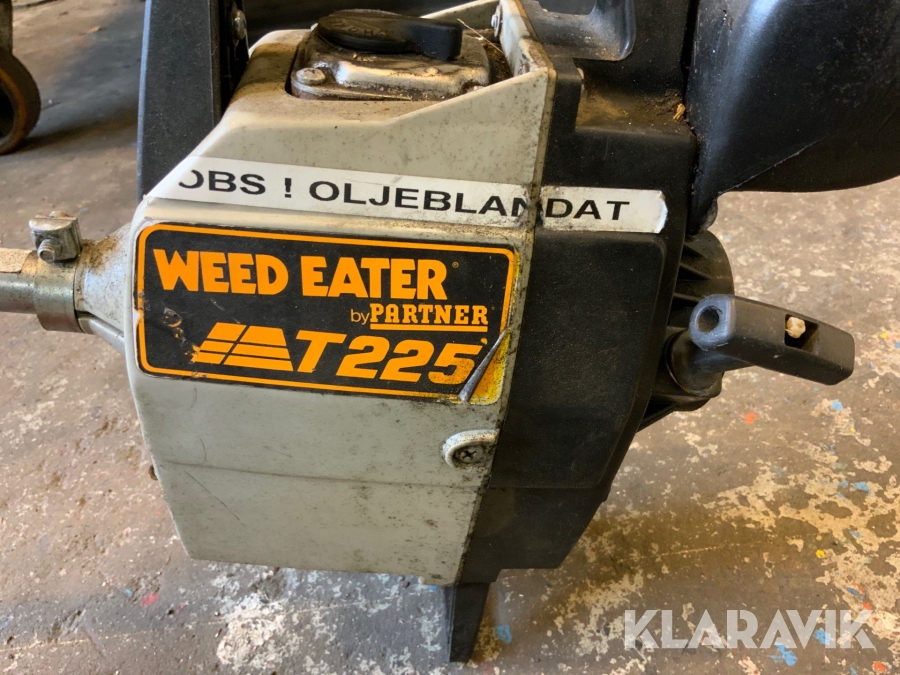 OBS ! OLJEBLANDAT
WEED EATER®
by PARTNER®
T225
KLARAVIK